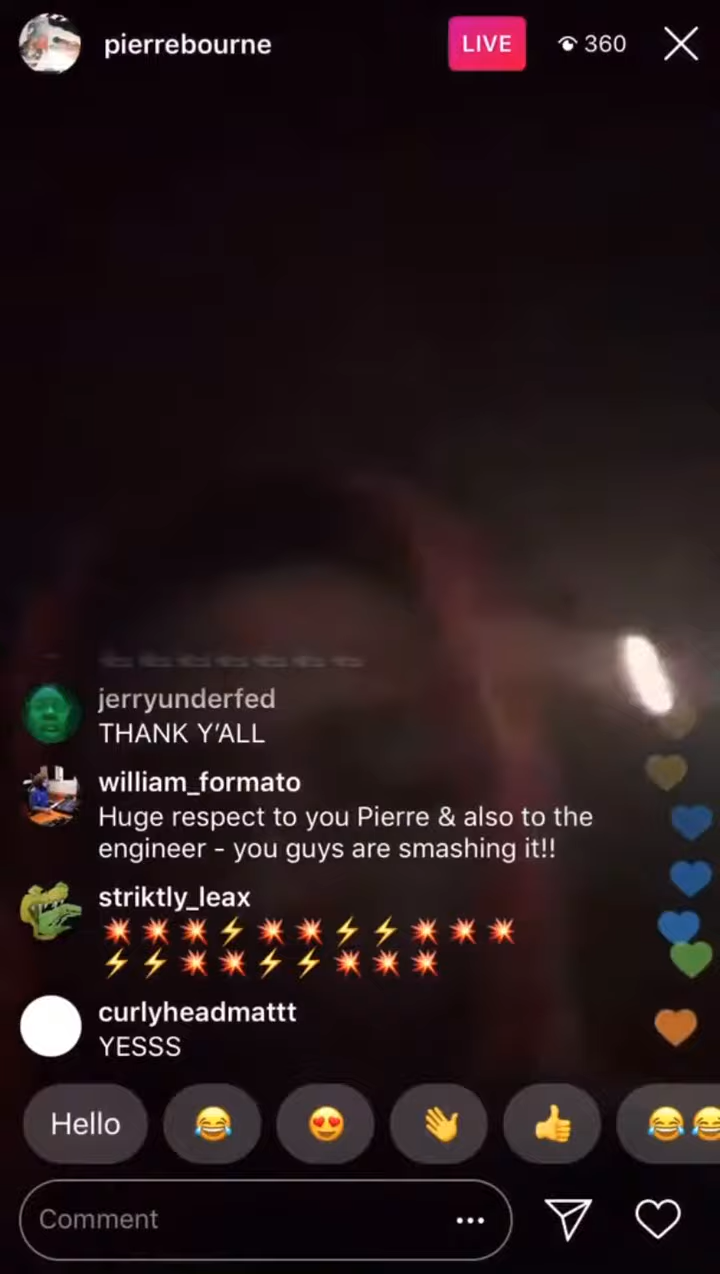 pierrebourne
LIVE
360
jerryunderfed
THANK Y'ALL
william_formato
Huge respect to you Pierre & also to the
engineer - you guys are smashing it!!
striktly_leax
💥💥💥⚡💥💥⚡⚡💥💥💥
⚡⚡💥💥⚡⚡💥💥💥
curlyheadmattt
YESSS
Hello 😂 😍 👋 👍 😂😂
Comment